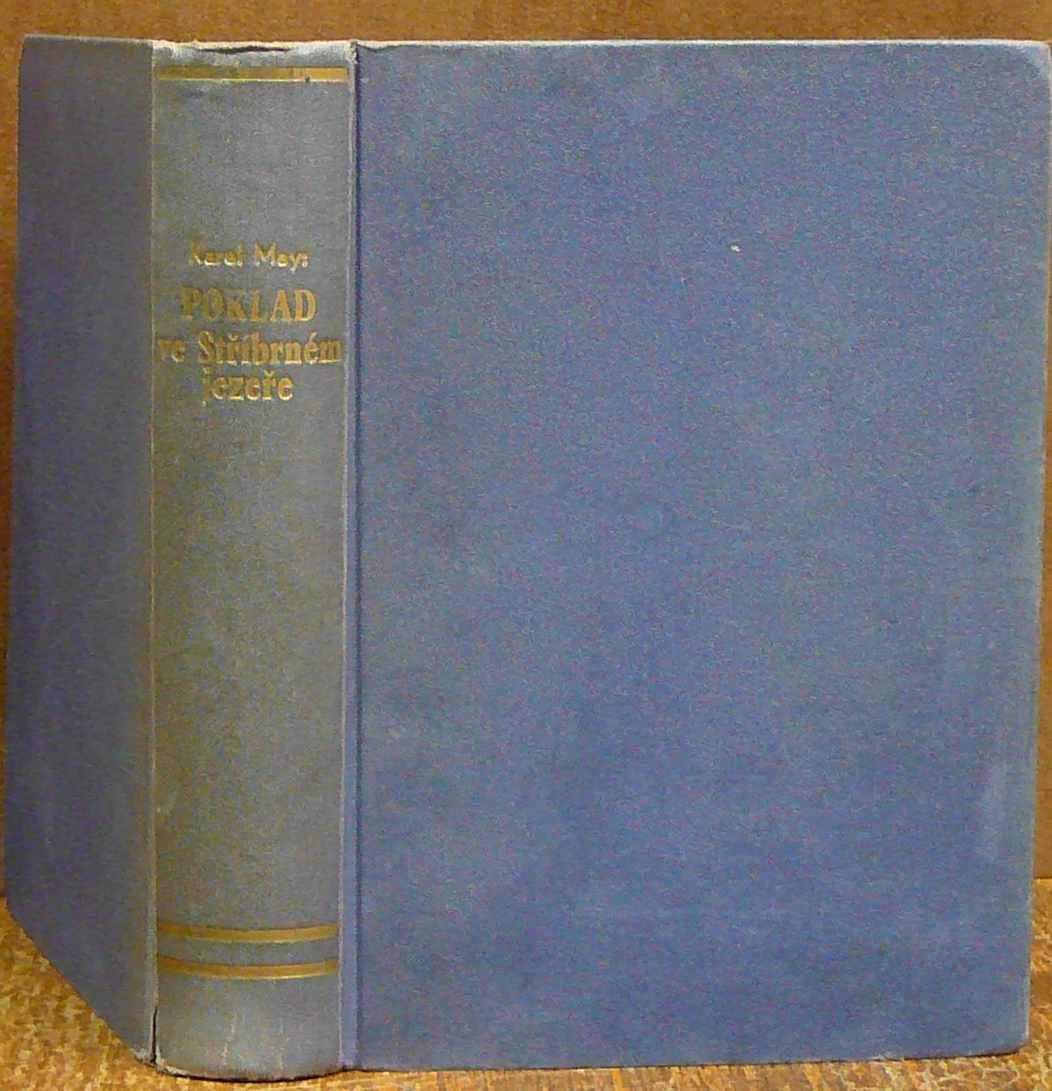 Karel May:
POKLAD
ve Stříbrném
jezeře